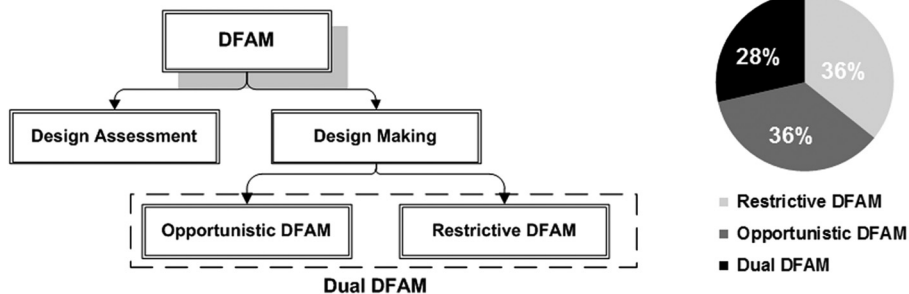 DFAM
Design Assessment
Design Making
Opportunistic DFAM
Restrictive DFAM
Dual DFAM
28%
36%
36%
Restrictive DFAM
Opportunistic DFAM
Dual DFAM